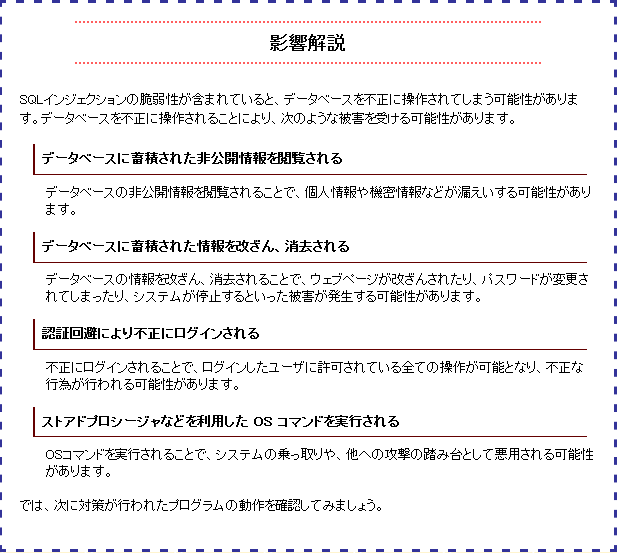 影響解説
SQLインジェクションの脆弱性が含まれていると、データベースを不正に操作されてしまう可能性がありま
す。データベースを不正に操作されることにより、次のような被害を受ける可能性があります。
データベースに蓄積された非公開情報を閲覧される
データベースの非公開情報を閲覧されることで、個人情報や機密情報などが漏えいする可能性があり
ます。
データベースに蓄積された情報を改ざん、消去される
データベースの情報を改ざん、消去されることで、ウェブページが改ざんされたり、パスワードが変更さ
れてしまったり、システムが停止するといった被害が発生する可能性があります。
認証回避により不正にログインされる
不正にログインされることで、ログインしたユーザに許可されている全ての操作が可能となり、不正な
行為が行われる可能性があります。
ストアドプロシージャなどを利用した OS コマンドを実行される
OSコマンドを実行されることで、システムの乗っ取りや、他への攻撃の踏み台として悪用される可能性
があります。
では、次に対策が行われたプログラムの動作を確認してみましょう。